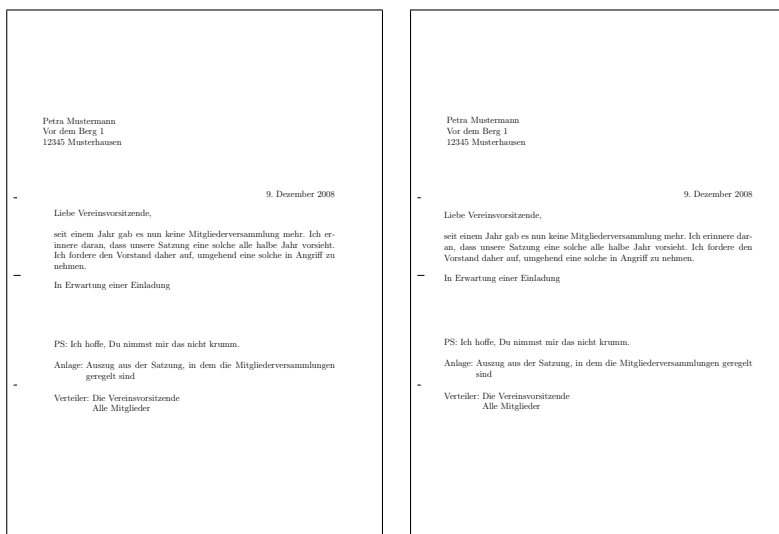 Petra Mustermann
Vor dem Berg 1
12345 Musterhausen
9. Dezember 2008
Liebe Vereinsvorsitzende,
seit einem Jahr gab es nun keine Mitgliederversammlung mehr. Ich er-
innere daran, dass unsere Satzung eine solche alle halbe Jahr vorsieht.
Ich fordere den Vorstand daher auf, umgehend eine solche in Angriff zu
nehmen.
In Erwartung einer Einladung
PS: Ich hoffe, Du nimmst mir das nicht krumm.
Anlage: Auszug aus der Satzung, in dem die Mitgliederversammlungen
geregelt sind
Verteiler: Die Vereinsvorsitzende
Alle Mitglieder
Petra Mustermann
Vor dem Berg 1
12345 Musterhausen
9. Dezember 2008
Liebe Vereinsvorsitzende,
seit einem Jahr gab es nun keine Mitgliederversammlung mehr. Ich erinnere dar-
an, dass unsere Satzung eine solche alle halbe Jahr vorsieht. Ich fordere den
Vorstand daher auf, umgehend eine solche in Angriff zu nehmen.
In Erwartung einer Einladung
PS: Ich hoffe, Du nimmst mir das nicht krumm.
Anlage: Auszug aus der Satzung, in dem die Mitgliederversammlungen geregelt
sind
Verteiler: Die Vereinsvorsitzende
Alle Mitglieder